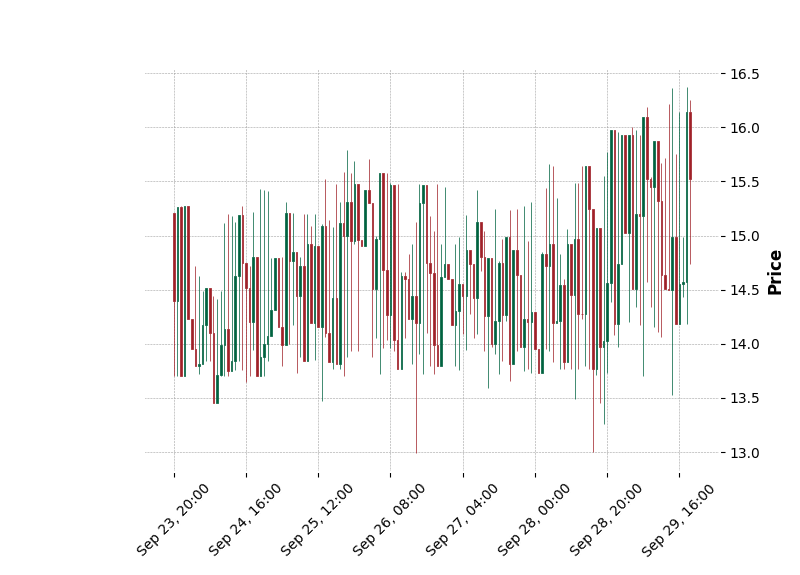 16.5
16.0
15.5
15.0
14.5
14.0
13.5
13.0
Price
Sep 23, 20:00
Sep 24, 16:00
Sep 25, 12:00
Sep 26, 08:00
Sep 27, 04:00
Sep 28, 00:00
Sep 28, 20:00
Sep 29, 16:00